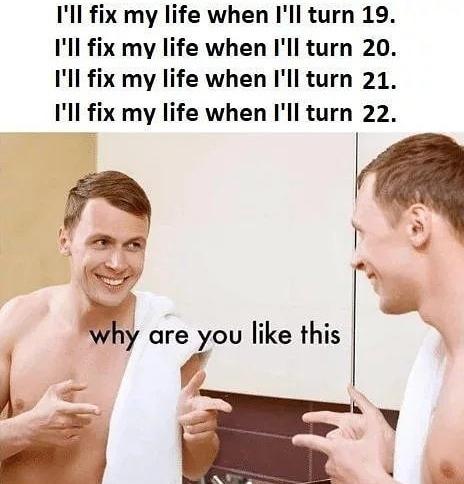 I'll fix my life when I'll turn 19.
I'll fix my life when I'll turn 20.
I'll fix my life when I'll turn 21.
I'll fix my life when I'll turn 22.
why are you like this